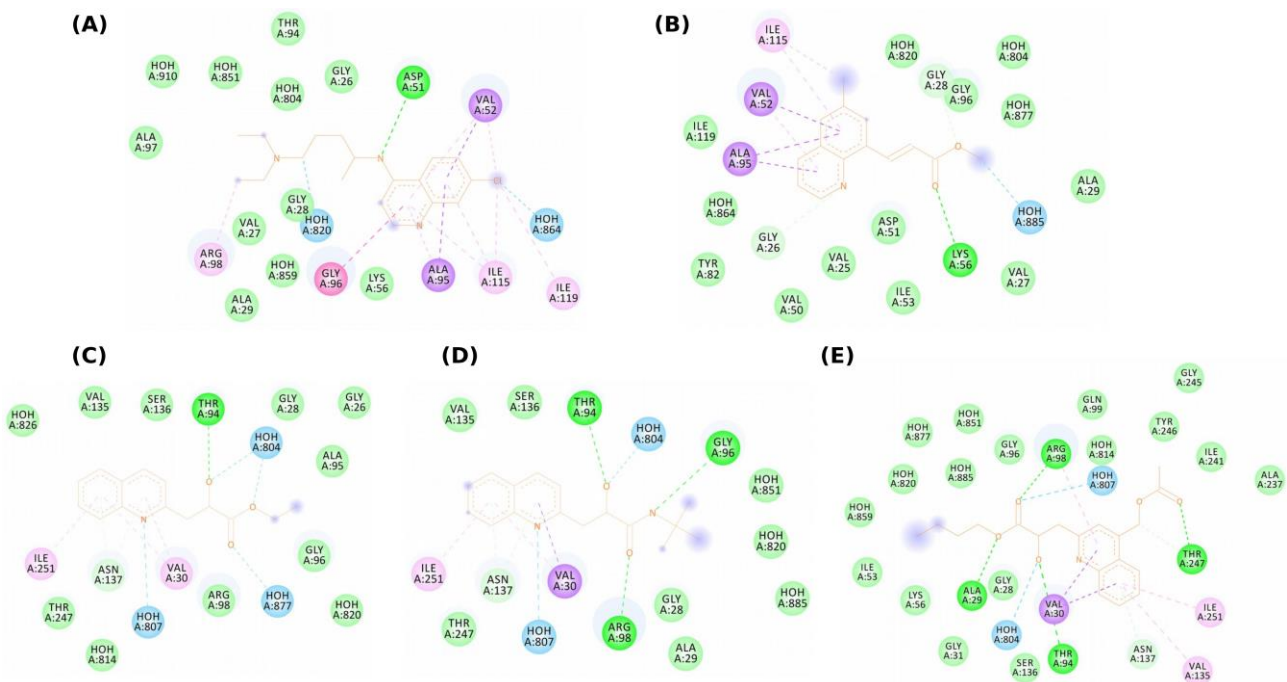 (A)
THR
A:94
HOH
A:910
HOH
A:851
HOH
A:804
GLY
A:26
ASP
A:51
VAL
A:52
ALA
A:97
N
N
Cl
N
GLY
A:28
HOH
A:820
HOH
A:864
VAL
A:27
ARG
A:98
HOH
A:859
GLY
A:96
LYS
A:56
ALA
A:95
ILE
A:115
ILE
A:119
ALA
A:29
(B)
ILE
A:115
HOH
A:820
HOH
A:804
GLY
A:28
GLY
A:96
VAL
A:52
HOH
A:877
ILE
A:119
ALA
A:95
O
O
N
ALA
A:29
HOH
A:864
ASP
A:51
HOH
A:885
GLY
A:26
TYR
A:82
VAL
A:25
LYS
A:56
VAL
A:27
VAL
A:50
ILE
A:53
(C)
HOH
A:826
VAL
A:135
SER
A:136
THR
A:94
GLY
A:28
GLY
A:26
HOH
A:804
ALA
A:95
O
O
N
O
ILE
A:251
ASN
A:137
VAL
A:30
GLY
A:96
ARG
A:98
HOH
A:877
THR
A:247
HOH
A:807
HOH
A:820
HOH
A:814
(D)
VAL
A:135
SER
A:136
THR
A:94
HOH
A:804
GLY
A:96
HOH
A:851
O
N
N
O
HOH
A:820
ILE
A:251
ASN
A:137
VAL
A:30
HOH
A:885
THR
A:247
HOH
A:807
GLY
A:28
ARG
A:98
ALA
A:29
(E)
GLY
A:245
GLN
A:99
HOH
A:877
HOH
A:851
TYR
A:246
GLY
A:96
ARG
A:98
HOH
A:814
ILE
A:241
HOH
A:820
HOH
A:885
HOH
A:807
ALA
A:237
HOH
A:859
O
O
O
O
O
N
THR
A:247
ILE
A:53
LYS
A:56
ALA
A:29
GLY
A:28
VAL
A:30
ILE
A:251
GLY
A:31
HOH
A:804
SER
A:136
THR
A:94
ASN
A:137
VAL
A:135